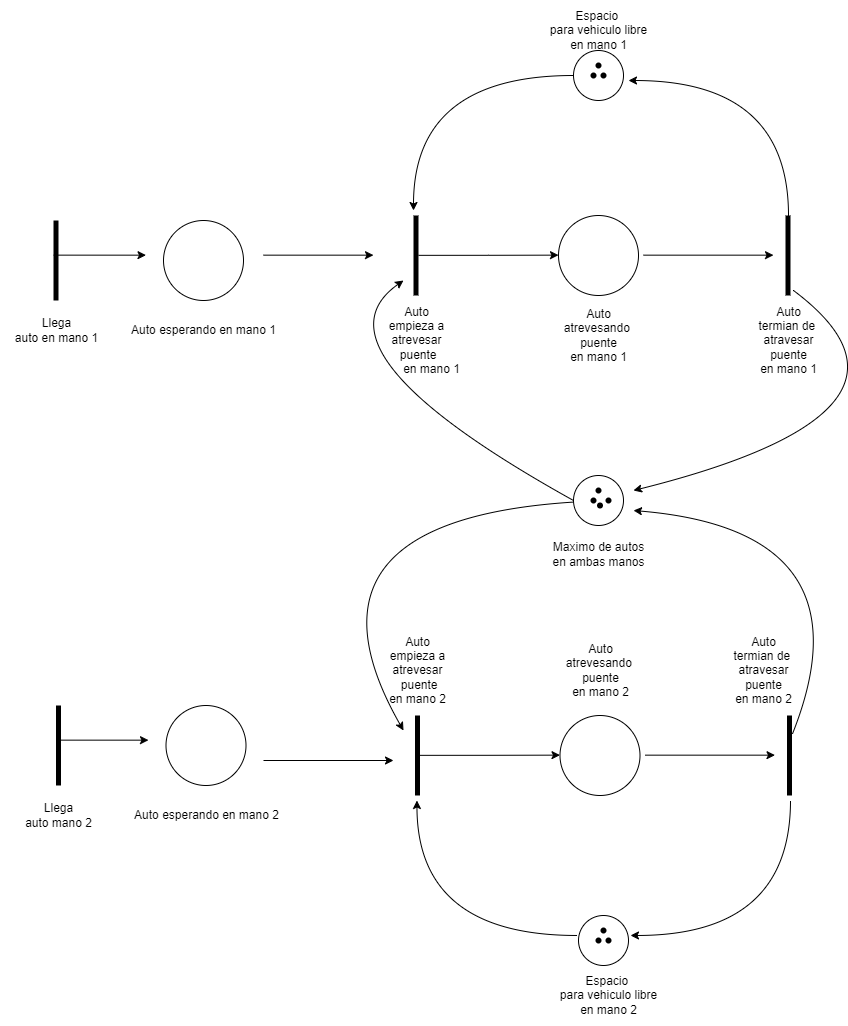 Espacio
para vehiculo libre
en mano 1
Llega
auto en mano 1
Auto esperando en mano 1
Auto
empieza a
atrevesar
puente
en mano 1
Auto
atrevesando
puente
en mano 1
Auto
termian de
atravesar
puente
en mano 1
Maximo de autos
en ambas manos
Auto
empieza a
atrevesar
puente
en mano 2
Auto
atrevesando
puente
en mano 2
Auto
termian de
atravesar
puente
en mano 2
Llega
auto mano 2
Auto esperando en mano 2
Espacio
para vehiculo libre
en mano 2